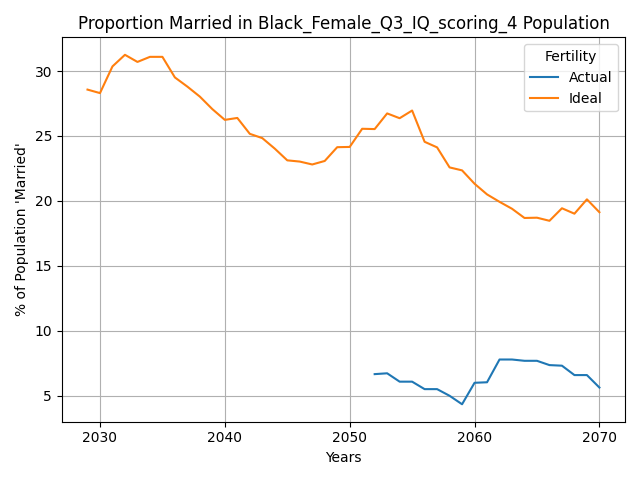 Proportion Married in Black_Female_Q3_IQ_scoring_4 Population
Fertility
Actual
Ideal
% of Population 'Married'
30
25
20
15
10
5
2030
2040
2050
2060
2070
Years